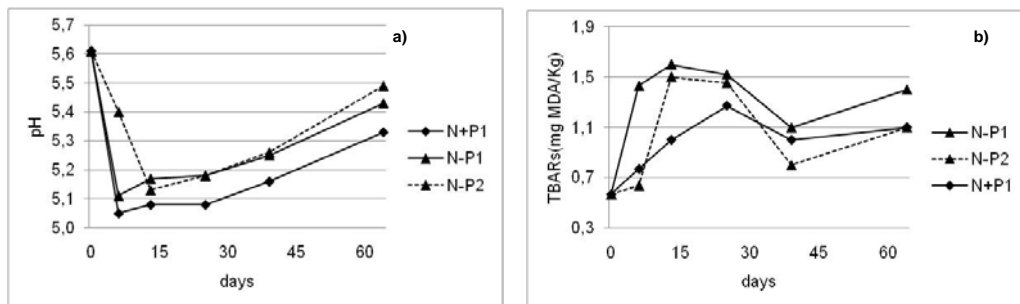 a)
5,7
5,6
5,5
5,4
5,3
5,2
5,1
5,0
pH
0 15 30 45 60
days
N+P1
N-P1
N-P2
b)
1,9
1,5
1,1
0,7
0,3
TBARs(mg MDA/Kg)
0 15 30 45 60
days
N-P1
N-P2
N+P1